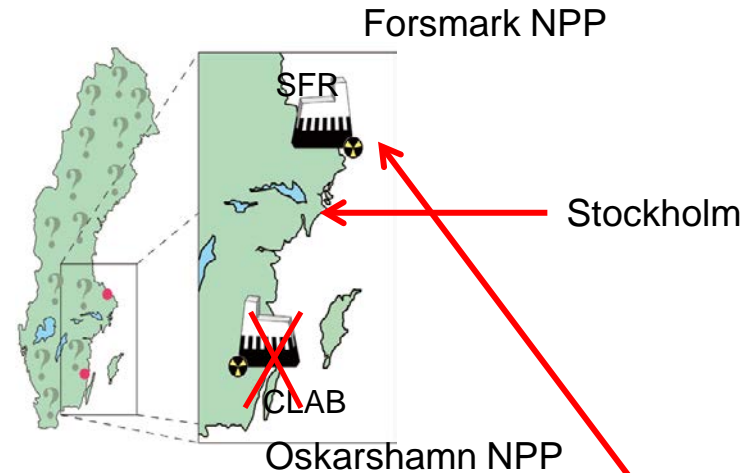 Forsmark NPP
SFR
Stockholm
CLAB
Oskarshamn NPP
? ? ? ? ? ? ? ? ? ? ? ?